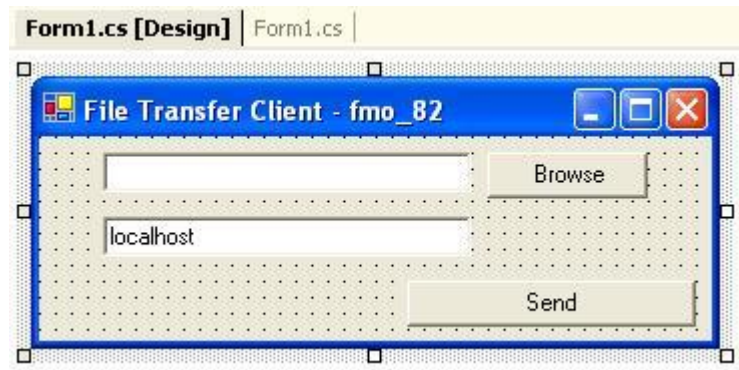 Form1.cs [Design] Form1.cs
File Transfer Client - fmo_82
Browse
localhost
Send